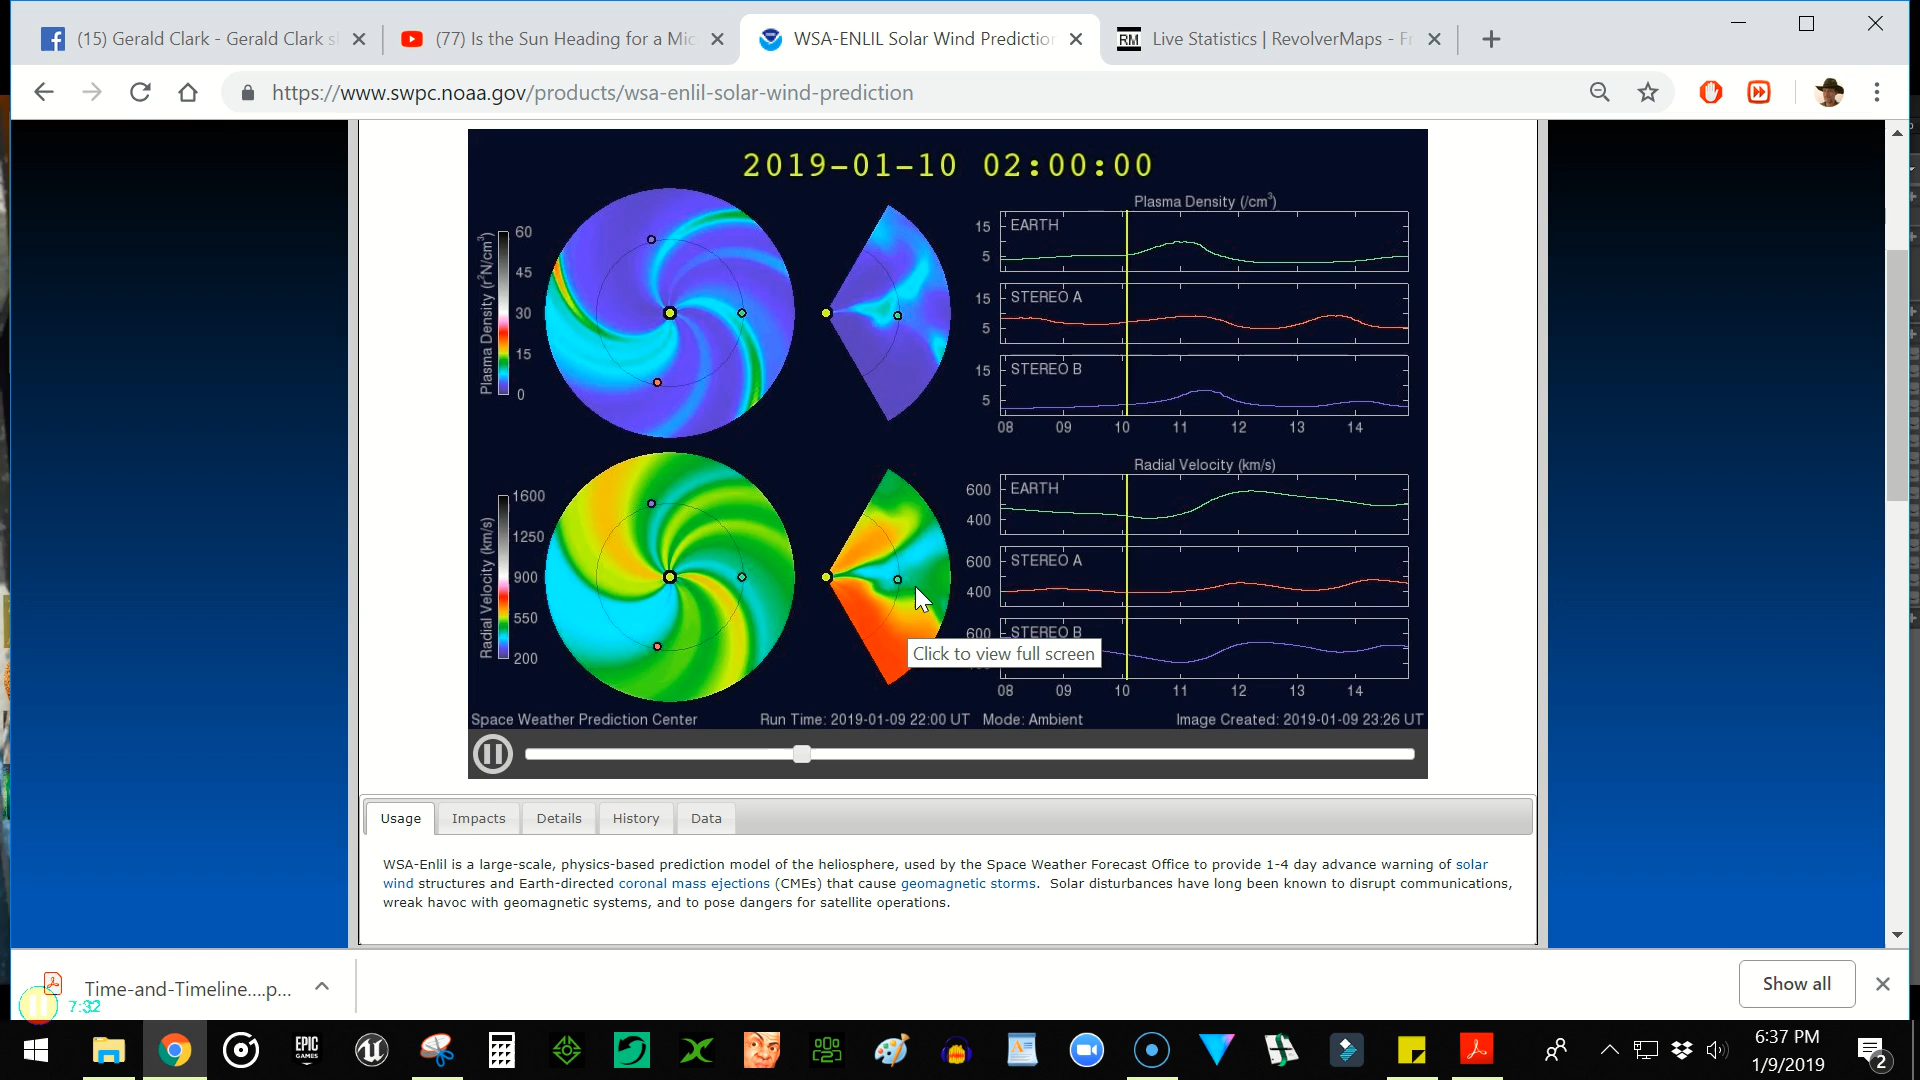 (15) Gerald Clark - Gerald Clark s
(77) Is the Sun Heading for a Mic
WSA-ENLIL Solar Wind Prediction
RM
Live Statistics | RevolverMaps - Fr
https://www.swpc.noaa.gov/products/wsa-enlil-solar-wind-prediction
2019-01-10 02:00:00
Plasma Density (r²N/cm³)
60
45
30
15
0
Plasma Density (/cm³)
15
5
EARTH
15
5
STEREO A
15
5
STEREO B
08 09 10 11 12 13 14
Radial Velocity (km/s)
1600
1250
900
550
200
Radial Velocity (km/s)
600
400
EARTH
600
400
STEREO A
600
STEREO B
Click to view full screen
08 09 10 11 12 13 14
Space Weather Prediction Center
Run Time: 2019-01-09 22:00 UT
Mode: Ambient
Image Created: 2019-01-09 23:26 UT
Usage
Impacts
Details
History
Data
WSA-Enlil is a large-scale, physics-based prediction model of the heliosphere, used by the Space Weather Forecast Office to provide 1-4 day advance warning of solar
wind structures and Earth-directed coronal mass ejections (CMEs) that cause geomagnetic storms.  Solar disturbances have long been known to disrupt communications,
wreak havoc with geomagnetic systems, and to pose dangers for satellite operations.
Time-and-Timeline....p...
7:32
Show all
EPIC
GAMES
6:37 PM
1/9/2019
2